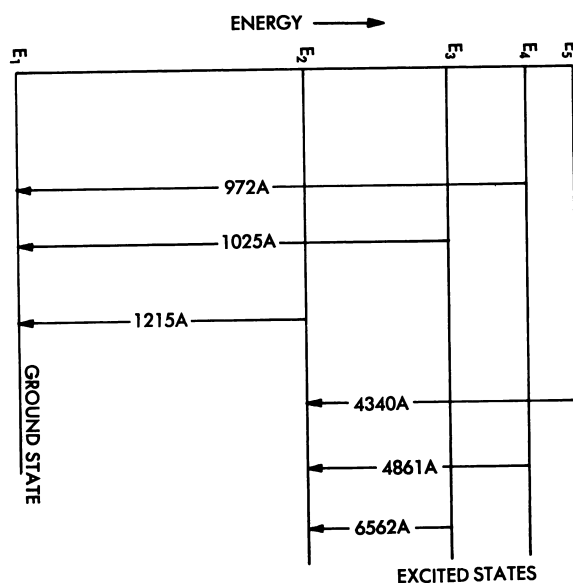 ENERGY
E1 E2 E3 E4 E5
972A
1025A
1215A
GROUND STATE
4340A
4861A
6562A
EXCITED STATES